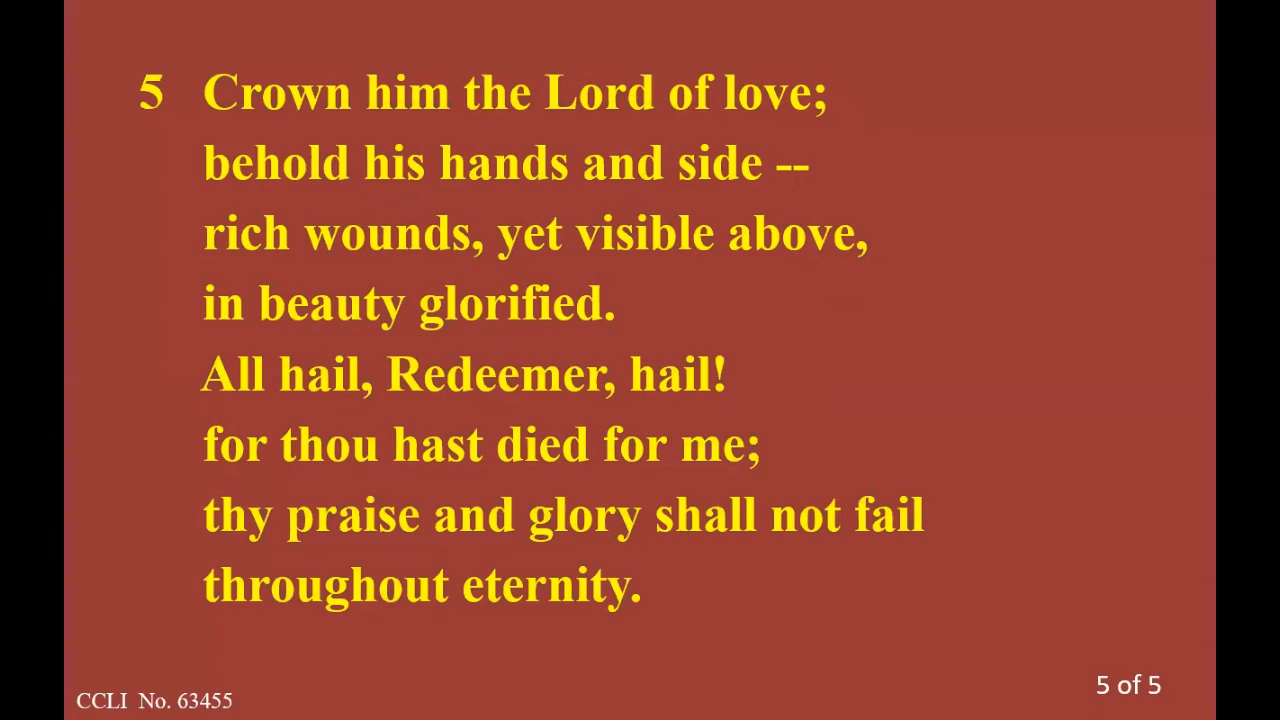 5 Crown him the Lord of love;
behold his hands and side --
rich wounds, yet visible above,
in beauty glorified.
All hail, Redeemer, hail!
for thou hast died for me;
thy praise and glory shall not fail
throughout eternity.
5 of 5
CCLI No. 63455